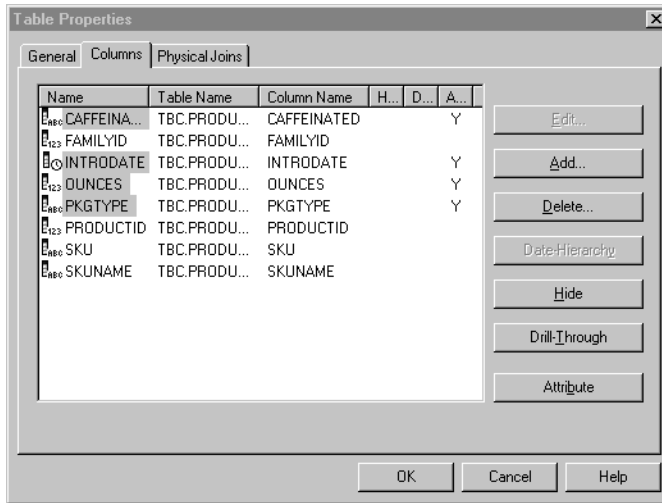 Table Properties
General Columns Physical Joins
Name Table Name Column Name H... D... A...
CAFFEINA... TBC.PRODU... CAFFEINATED Y
FAMILYID TBC.PRODU... FAMILYID
INTRODATE TBC.PRODU... INTRODATE Y
OUNCES TBC.PRODU... OUNCES Y
PKGTYPE TBC.PRODU... PKGTYPE Y
PRODUCTID TBC.PRODU... PRODUCTID
SKU TBC.PRODU... SKU
SKUNAME TBC.PRODU... SKUNAME
Edit...
Add...
Delete...
Date-Hierarchy
Hide
Drill-Through
Attribute
OK Cancel Help